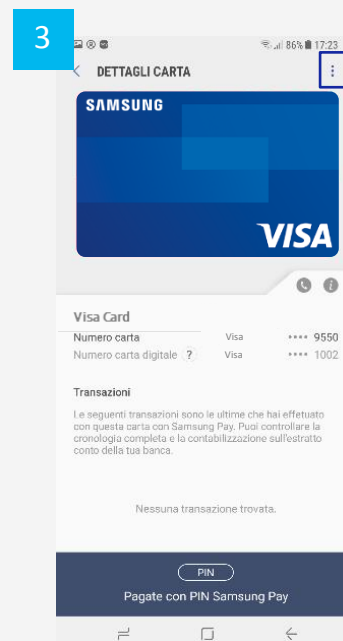 3
86% 17:23
DETTAGLI CARTA
SAMSUNG
VISA
Visa Card
Numero carta Visa •••• 9550
Numero carta digitale ? Visa •••• 1002
Transazioni
Le seguenti transazioni sono le ultime che hai effetuato
con questa carta con Samsung Pay. Puoi controllare la
cronologia completa e la contabilizzazione sull'estratto
conto della tua banca.
Nessuna transazione trovata.
PIN
Pagate con PIN Samsung Pay